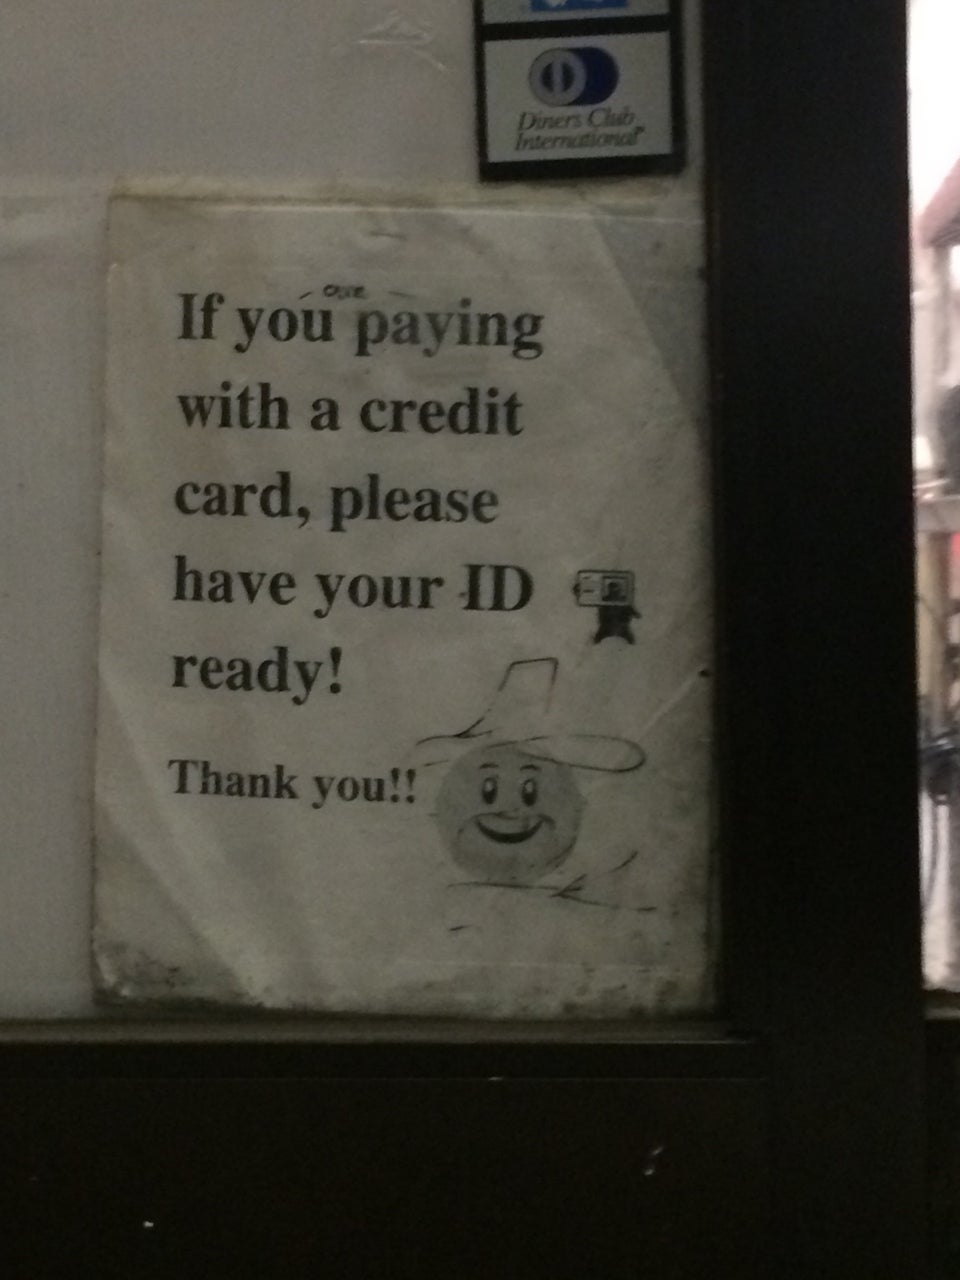 Diners Club
International
are
If you paying
with a credit
card, please
have your ID
ready!
Thank you!!